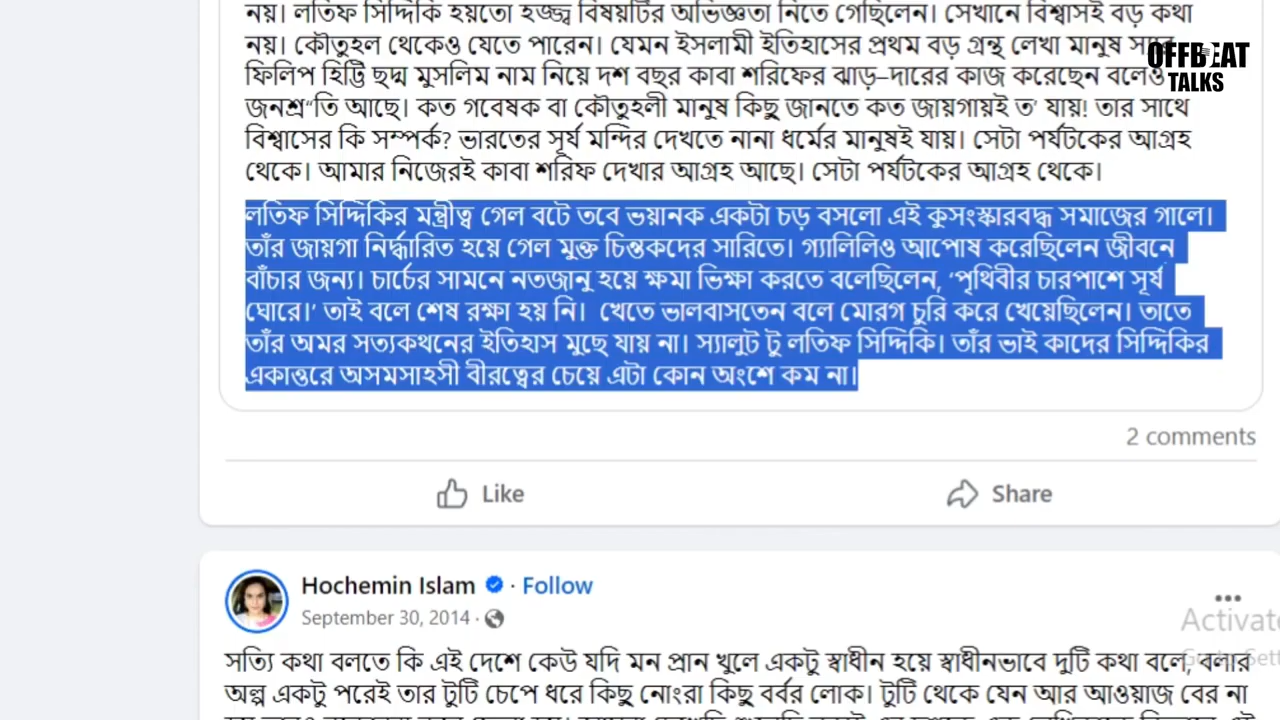 নয়। লতিফ সিদ্দিকি হয়তো হজ্জ্ব বিষয়টির অভিজ্ঞতা নিতে গেছিলেন। সেখানে বিশ্বাসই বড় কথা
নয়। কৌতুহল থেকেও যেতে পারেন। যেমন ইসলামী ইতিহাসের প্রথম বড় গ্রন্থ লেখা মানুষ
OFFBEAT
TALKS
ফিলিপ হিট্টি ছদ্ম মুসলিম নাম নিয়ে দশ বছর কাবা শরিফের ঝাড়–দারের কাজ করেছেন বলেও
জনশ্র“তি আছে। কত গবেষক বা কৌতুহলী মানুষ কিছু জানতে কত জায়গায়ই ত’ যায়! তার সাথে
বিশ্বাসের কি সম্পর্ক? ভারতের সূর্য মন্দির দেখতে নানা ধর্মের মানুষই যায়। সেটা পর্যটকের আগ্রহ
থেকে। আমার নিজেরই কাবা শরিফ দেখার আগ্রহ আছে। সেটা পর্যটকের আগ্রহ থেকে।
লতিফ সিদ্দিকির মন্ত্রীত্ব গেল বটে তবে ভয়ানক একটা চড় বসলো এই কুসংস্কারবদ্ধ সমাজের গালে।
তাঁর জায়গা নির্দ্ধারিত হয়ে গেল মুক্ত চিন্তকদের সারিতে। গ্যালিলিও আপোষ করেছিলেন জীবনে
বাঁচার জন্য। চার্চের সামনে নতজানু হয়ে ক্ষমা ভিক্ষা করতে বলেছিলেন, ‘পৃথিবীর চারপাশে সূর্য
ঘোরে।’ তাই বলে শেষ রক্ষা হয় নি। খেতে ভালবাসতেন বলে মোরগ চুরি করে খেয়েছিলেন। তাতে
তাঁর অমর সত্যকথনের ইতিহাস মুছে যায় না। স্যালুট টু লতিফ সিদ্দিকি। তাঁর ভাই কাদের সিদ্দিকির
একাত্তরে অসমসাহসী বীরত্বের চেয়ে এটা কোন অংশে কম না।
2 comments
Like
Share
Hochemin Islam · Follow
September 30, 2014 ·
Activate
সত্যি কথা বলতে কি এই দেশে কেউ যদি মন প্রান খুলে একটু স্বাধীন হয়ে স্বাধীনভাবে দুটি কথা বলে, বলার
অল্প একটু পরেই তার টুটি চেপে ধরে কিছু নোংরা কিছু বর্বর লোক। টুটি থেকে যেন আর আওয়াজ বের না